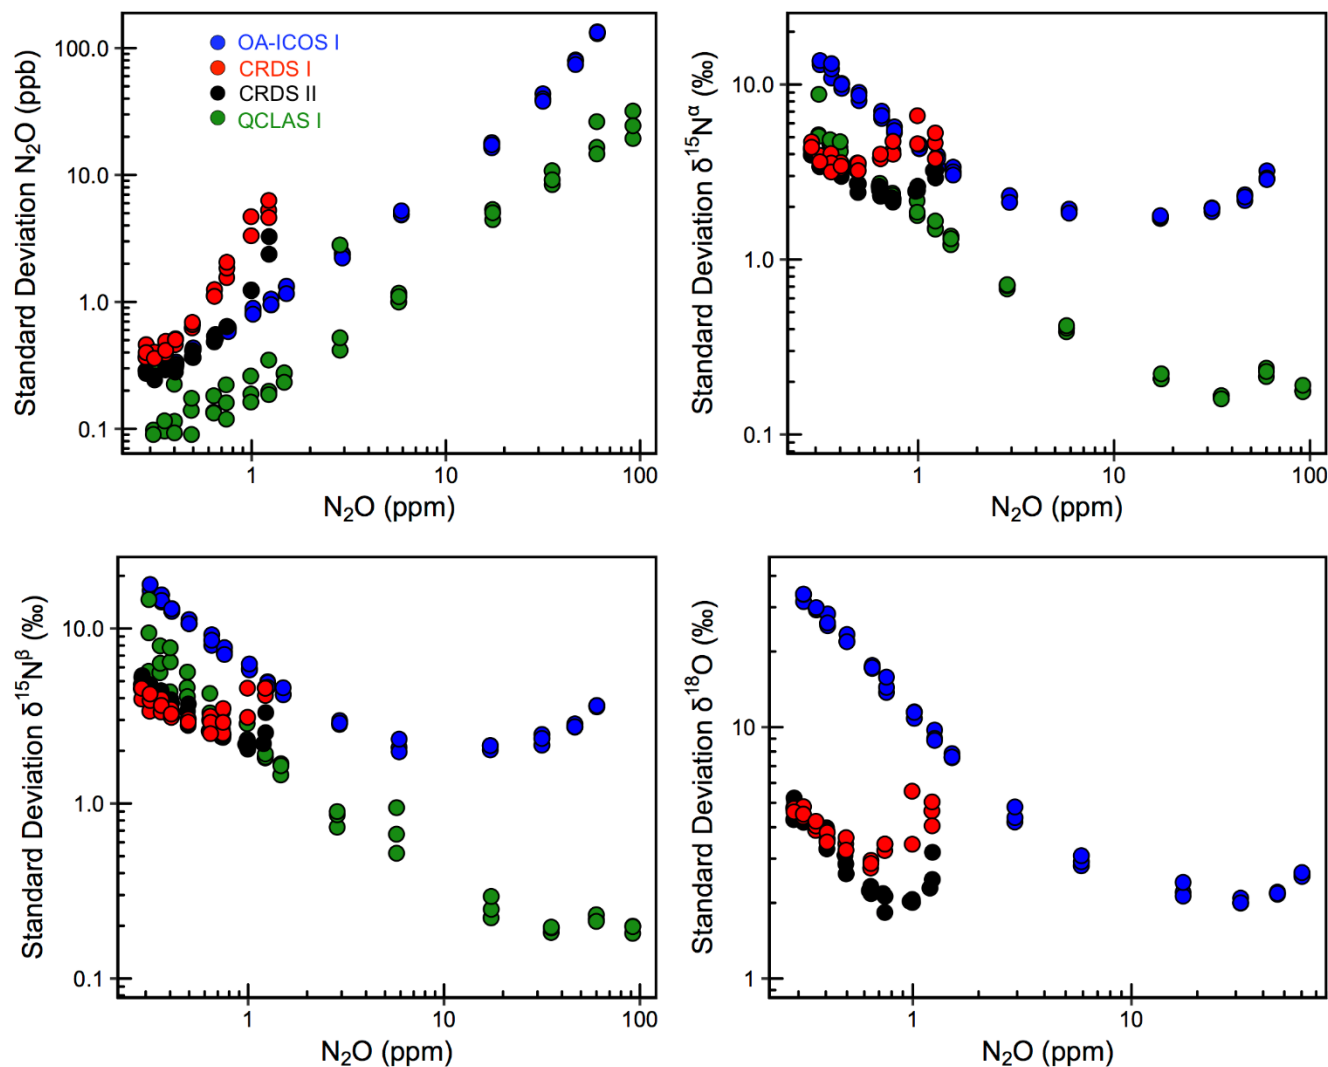 Standard Deviation N₂O (ppb)
100.0
10.0
1.0
0.1
OA-ICOS I
CRDS I
CRDS II
QCLAS I
1
10
100
N₂O (ppm)
Standard Deviation δ¹⁵Nᵅ (‰)
10.0
1.0
0.1
1
10
100
N₂O (ppm)
Standard Deviation δ¹⁵Nᵝ (‰)
10.0
1.0
0.1
1
10
100
N₂O (ppm)
Standard Deviation δ¹⁸O (‰)
10
1
1
10
N₂O (ppm)